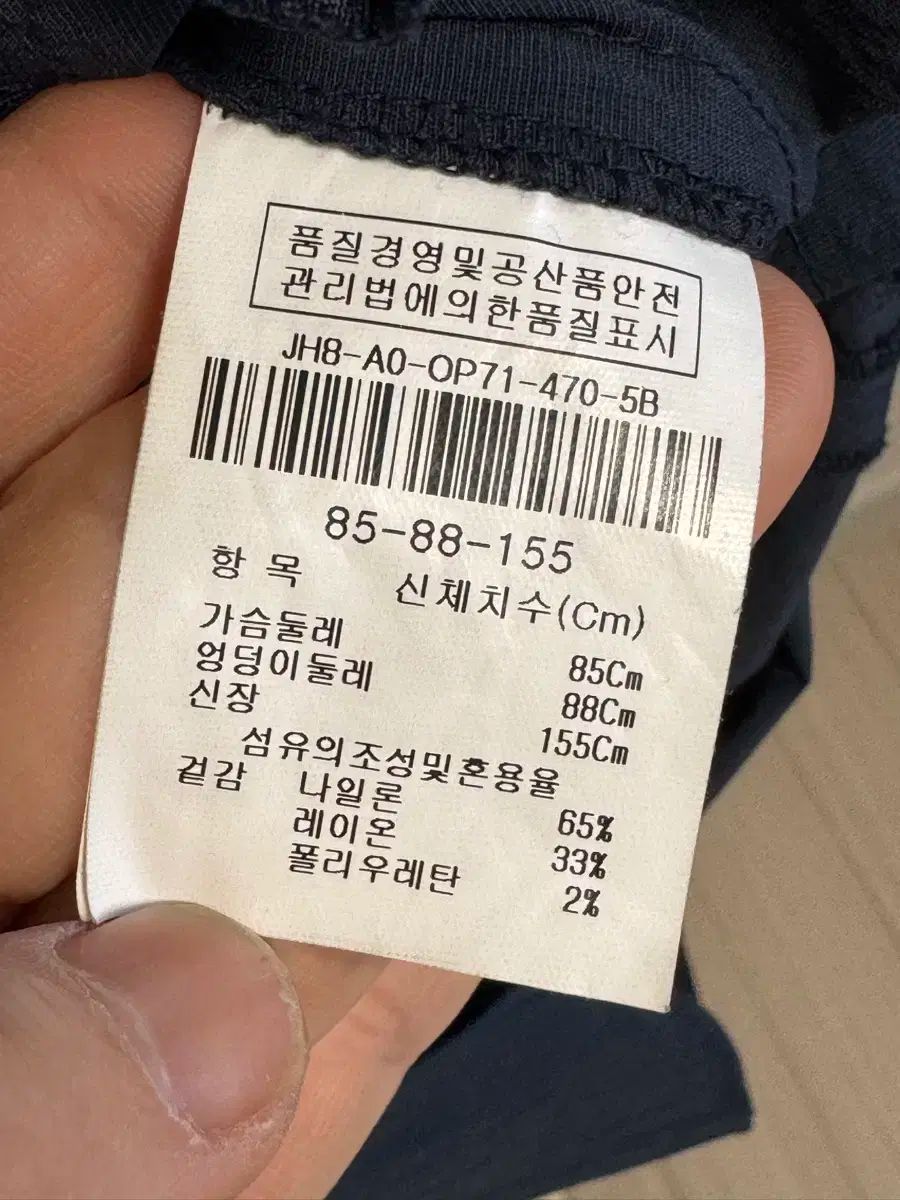 품질경영및공산품안전
관리법에의한품질표시
JH8-A0-OP71-470-5B
85-88-155
항 목 신체치수(Cm)
가슴둘레 85Cm
엉덩이둘레 88Cm
신장 155Cm
섬유의조성및혼용율
겉감 나일론 65%
레이온 33%
폴리우레탄 2%